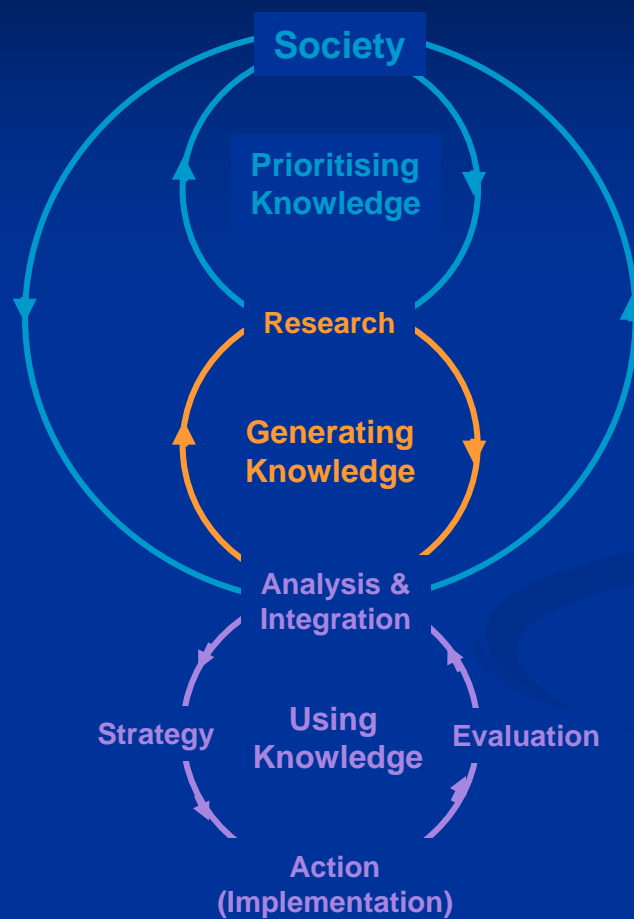 Society
Prioritising
Knowledge
Research
Generating
Knowledge
Analysis &
Integration
Strategy
Using
Knowledge
Evaluation
Action
(Implementation)